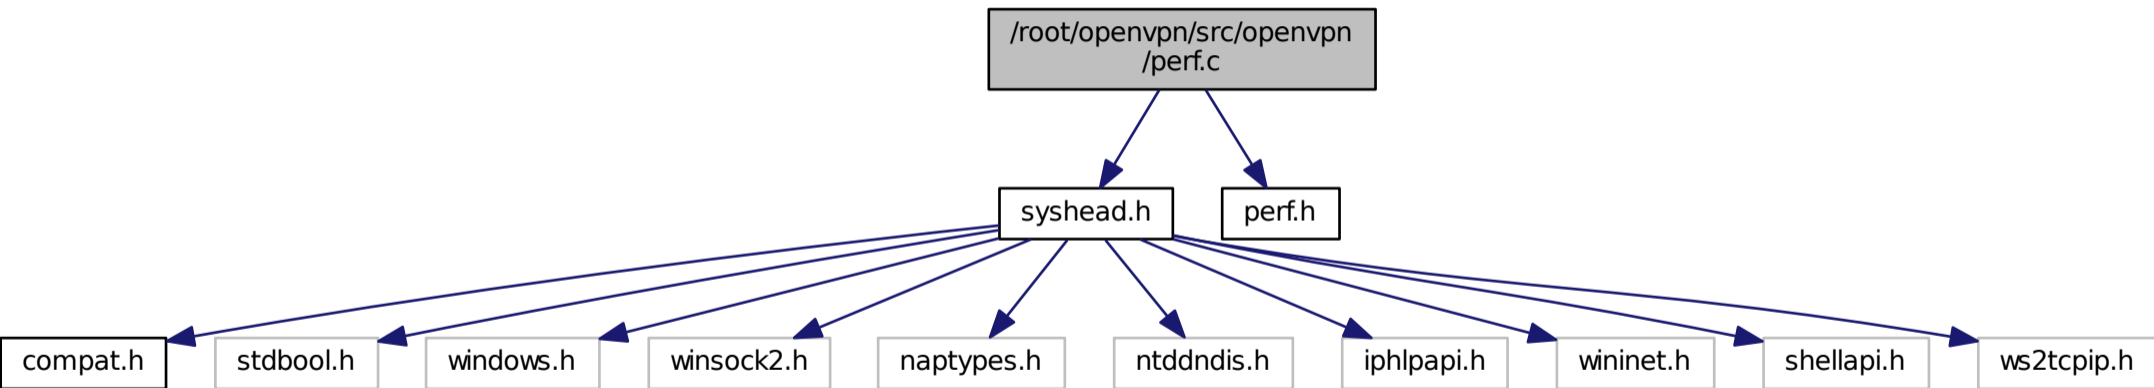 /root/openvpn/src/openvpn
/perf.c
syshead.h
perf.h
compat.h
stdbool.h
windows.h
winsock2.h
naptypes.h
ntddndis.h
iphlpapi.h
wininet.h
shellapi.h
ws2tcpip.h